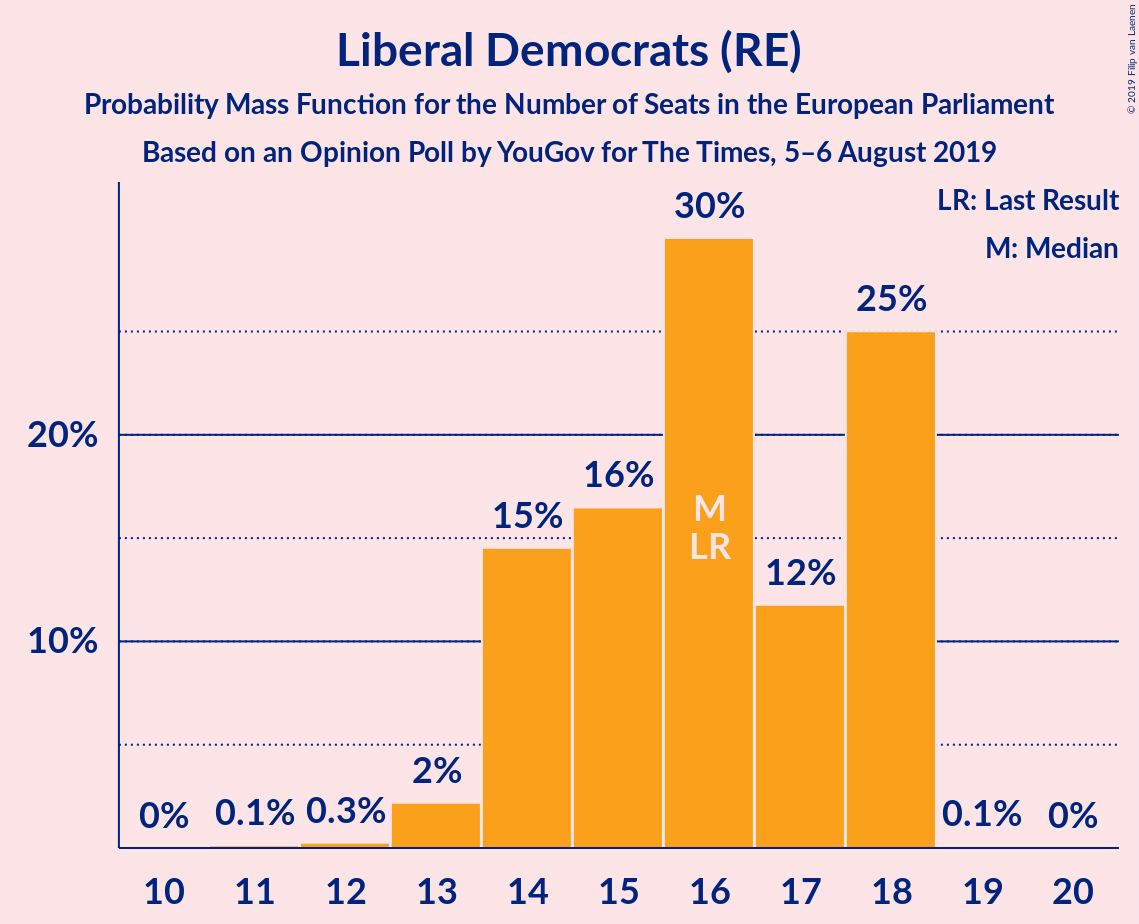 Liberal Democrats (RE)
Probability Mass Function for the Number of Seats in the European Parliament
Based on an Opinion Poll by YouGov for The Times, 5–6 August 2019
© 2019 Filip van Laenen
LR: Last Result
M: Median
30%
25%
20%
16%
15%
M
LR
12%
10%
2%
0%
0.1%
0.3%
0.1%
0%
10 11 12 13 14 15 16 17 18 19 20